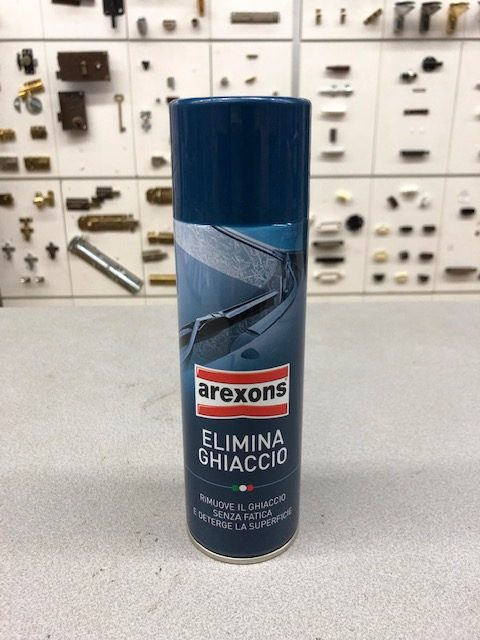 arexons
ELIMINA
GHIACCIO
RIMUOVE IL GHIACCIO
SENZA FATICA
E DETERGE LA SUPERFICIE